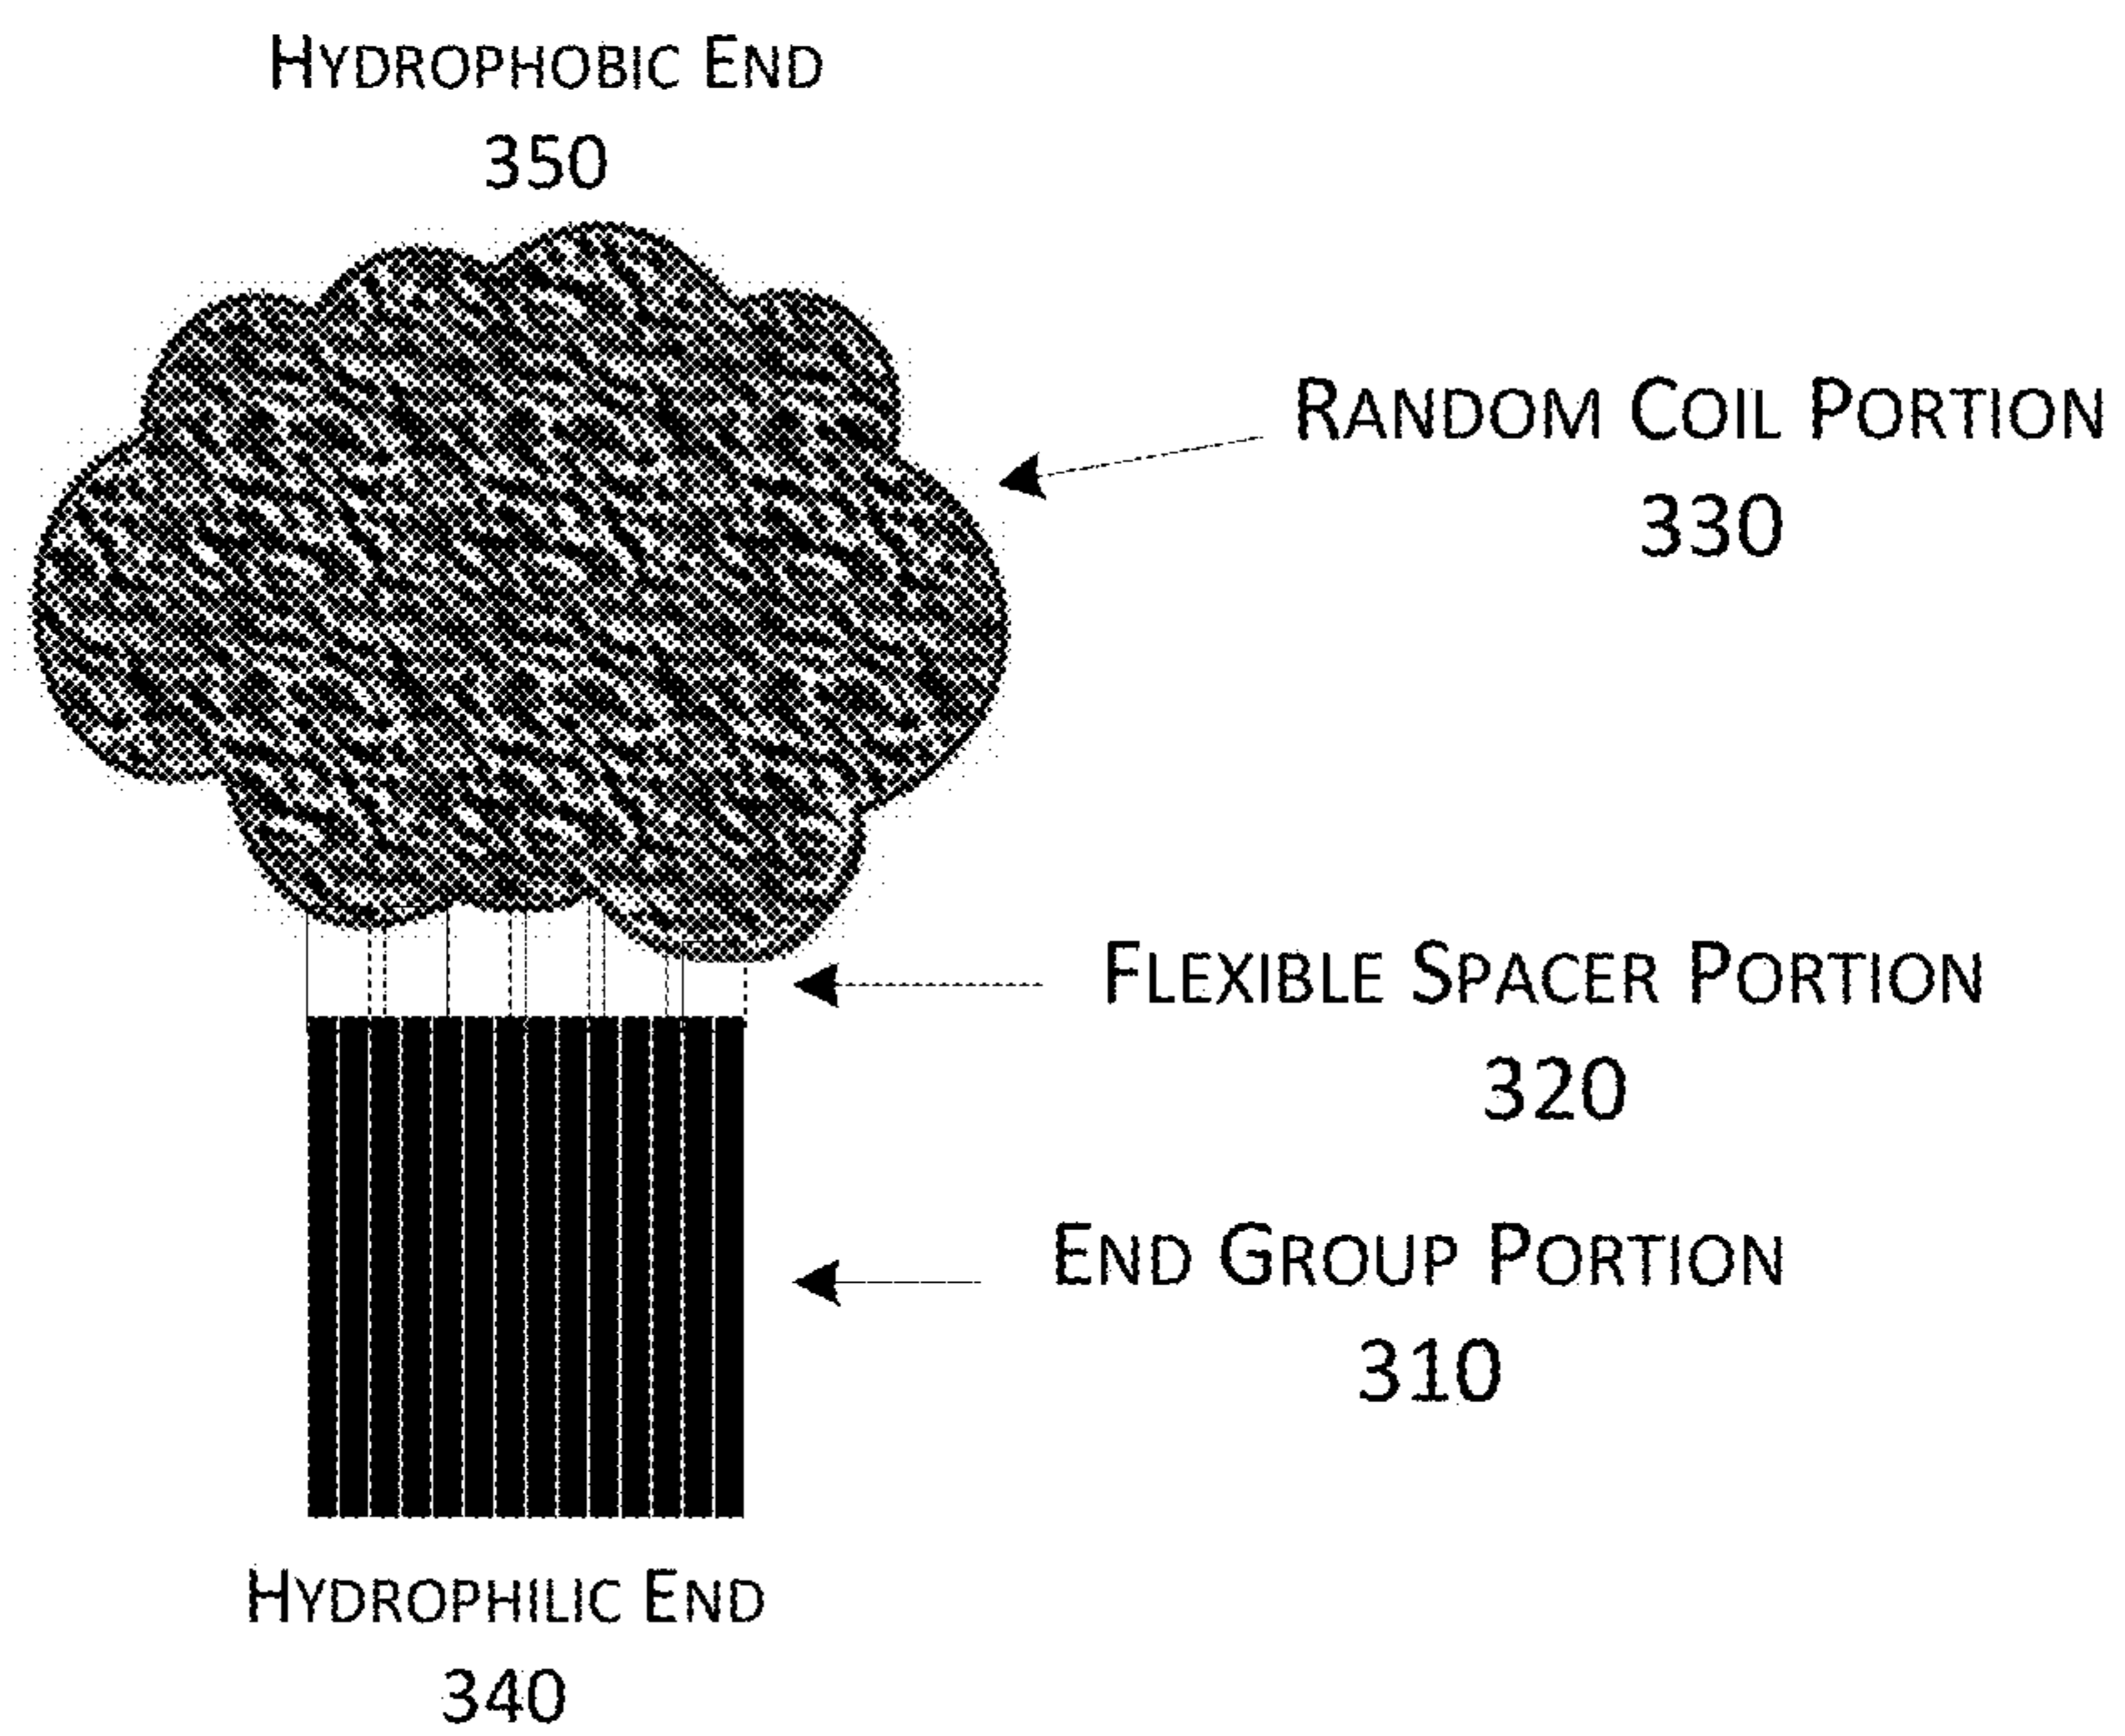 HYDROPHOBIC END
350
RANDOM COIL PORTION
330
FLEXIBLE SPACER PORTION
320
END GROUP PORTION
310
HYDROPHILIC END
340